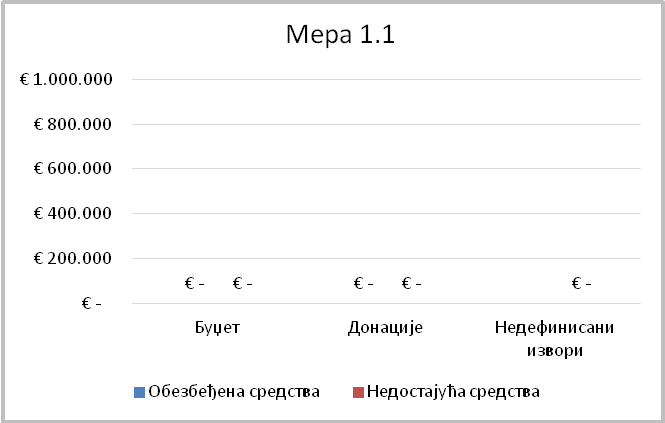 Мера 1.1
€ 1.000.000
€ 800.000
€ 600.000
€ 400.000
€ 200.000
€ -
€ - € - € - € - € -
Буџет Донације Недефинисани
извори
Обезбеђена средства Недостајућа средства